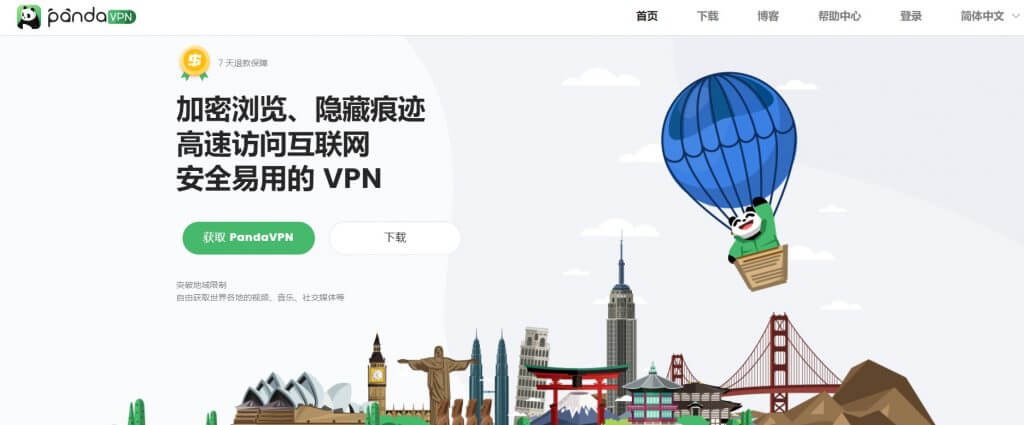 panda VPN
首页 下载 博客 帮助中心 登录 简体中文
7 天退款保障
加密浏览、隐藏痕迹
高速访问互联网
安全易用的 VPN
获取 PandaVPN 下载
突破地域限制
自由获取世界各地的视频、音乐、社交媒体等